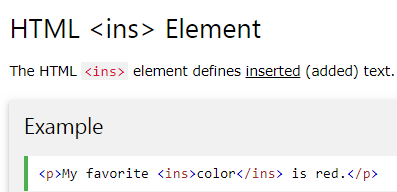 HTML <ins> Element
The HTML <ins> element defines inserted (added) text.
Example
<p>My favorite <ins>color</ins> is red.</p>